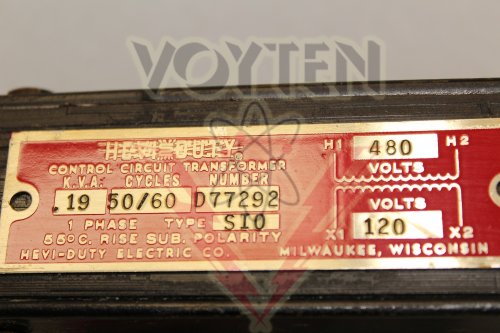 VOYTEN
HEVI DUTY
CONTROL CIRCUIT TRANSFORMER
K.V.A. CYCLES NUMBER
.19 50/60 D77292
1 PHASE TYPE SIO
55°C. RISE SUB. POLARITY
HEVI-DUTY ELECTRIC CO.
H1 480 H2
VOLTS
VOLTS
X1 120 X2
MILWAUKEE, WISCONSIN